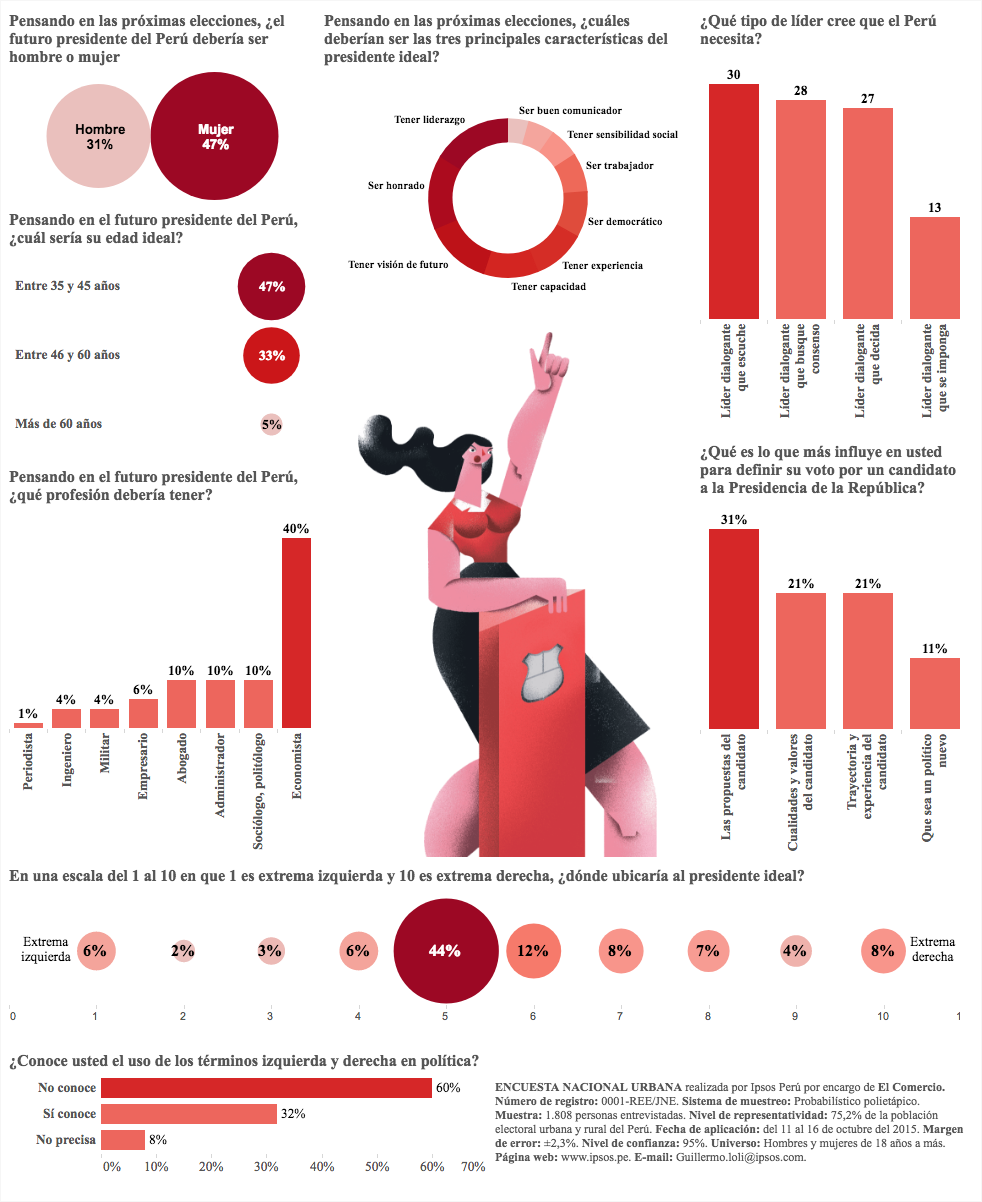 Pensando en las próximas elecciones, ¿el
futuro presidente del Perú debería ser
hombre o mujer
Hombre
31%
Mujer
47%
Pensando en el futuro presidente del Perú,
¿cuál sería su edad ideal?
Entre 35 y 45 años
47%
Entre 46 y 60 años
33%
Más de 60 años
5%
Pensando en el futuro presidente del Perú,
¿qué profesión debería tener?
1%
4%
4%
6%
10%
10%
10%
40%
Periodista
Ingeniero
Militar
Empresario
Abogado
Administrador
Sociólogo, politólogo
Economista
Pensando en las próximas elecciones, ¿cuáles
deberían ser las tres principales características del
presidente ideal?
Ser buen comunicador
Tener liderazgo
Tener sensibilidad social
Ser trabajador
Ser honrado
Ser democrático
Tener visión de futuro
Tener experiencia
Tener capacidad
¿Qué tipo de líder cree que el Perú
necesita?
30
28
27
13
Líder dialogante
que escuche
Líder dialogante
que busque
consenso
Líder dialogante
que decida
Líder dialogante
que se imponga
¿Qué es lo que más influye en usted
para definir su voto por un candidato
a la Presidencia de la República?
31%
21%
21%
11%
Las propuestas del
candidato
Cualidades y valores
del candidato
Trayectoria y
experiencia del
candidato
Que sea un político
nuevo
En una escala del 1 al 10 en que 1 es extrema izquierda y 10 es extrema derecha, ¿dónde ubicaría al presidente ideal?
Extrema
izquierda
6%
2%
3%
6%
44%
12%
8%
7%
4%
8%
Extrema
derecha
0 1 2 3 4 5 6 7 8 9 10 1
¿Conoce usted el uso de los términos izquierda y derecha en política?
No conoce 60%
Sí conoce 32%
No precisa 8%
0% 10% 20% 30% 40% 50% 60% 70%
ENCUESTA NACIONAL URBANA realizada por Ipsos Perú por encargo de El Comercio.
Número de registro: 0001-REE/JNE. Sistema de muestreo: Probabilístico polietápico.
Muestra: 1.808 personas entrevistadas. Nivel de representatividad: 75,2% de la población
electoral urbana y rural del Perú. Fecha de aplicación: del 11 al 16 de octubre del 2015. Margen
de error: ±2,3%. Nivel de confianza: 95%. Universo: Hombres y mujeres de 18 años a más.
Página web: www.ipsos.pe. E-mail: Guillermo.loli@ipsos.com.